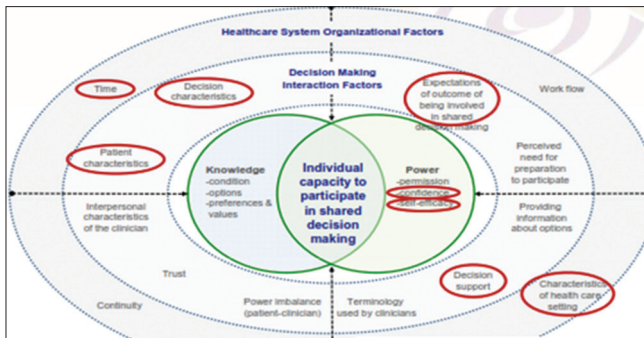 Healthcare System Organizational Factors
Time
Decision
characteristics
Decision Making
Interaction Factors
Expectations
of outcome of
being involved
in shared
decision making
Work flow
Patient
characteristics
Knowledge
-condition
-options
-preferences &
values
Individual
capacity to
participate
in shared
decision
making
Power
-permission
-confidence
-self-efficacy
Perceived
need for
preparation
to participate
Interpersonal
characteristics
of the clinician
Providing
information
about options
Trust
Decision
support
Continuity
Power imbalance
(patient-clinician)
Terminology
used by clinicians
Characteristics
of health care
setting